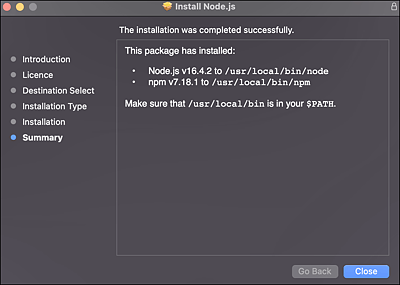 Install Node.js
The installation was completed successfully.
Introduction
Licence
Destination Select
Installation Type
Installation
Summary
This package has installed:
• Node.js v16.4.2 to /usr/local/bin/node
• npm v7.18.1 to /usr/local/bin/npm
Make sure that /usr/local/bin is in your $PATH.
Go Back
Close